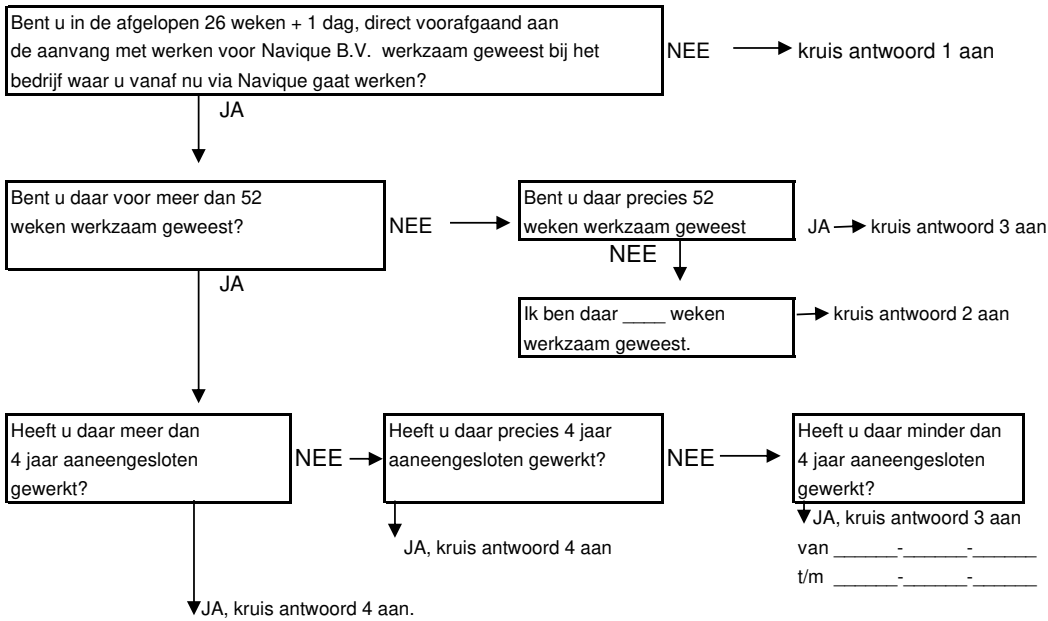 Bent u in de afgelopen 26 weken + 1 dag, direct voorafgaand aan
de aanvang met werken voor Navique B.V.  werkzaam geweest bij het
bedrijf waar u vanaf nu via Navique gaat werken?
NEE
kruis antwoord 1 aan
JA
Bent u daar voor meer dan 52
weken werkzaam geweest?
NEE
Bent u daar precies 52
weken werkzaam geweest
JA
kruis antwoord 3 aan
NEE
JA
Ik ben daar ____ weken
werkzaam geweest.
kruis antwoord 2 aan
Heeft u daar meer dan
4 jaar aaneengesloten
gewerkt?
NEE
Heeft u daar precies 4 jaar
aaneengesloten gewerkt?
NEE
Heeft u daar minder dan
4 jaar aaneengesloten
gewerkt?
JA, kruis antwoord 3 aan
van ______-______-______
t/m ______-______-______
JA, kruis antwoord 4 aan
JA, kruis antwoord 4 aan.